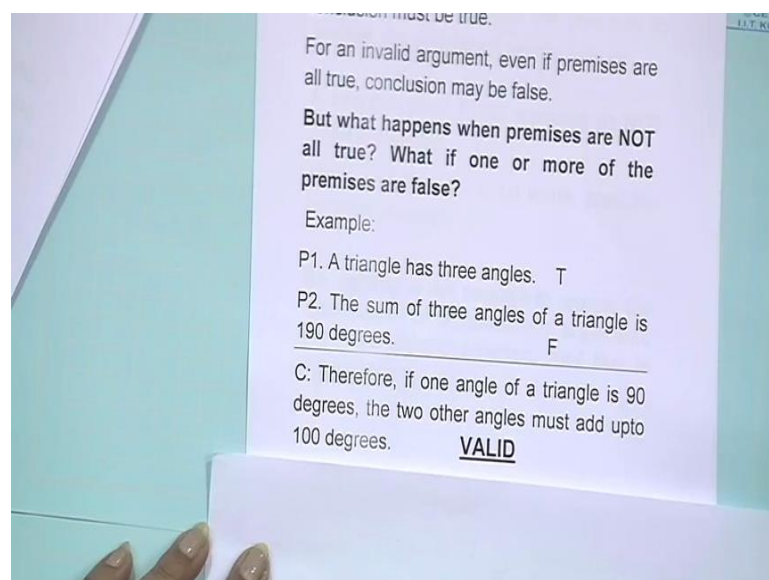 must be true.
For an invalid argument, even if premises are
all true, conclusion may be false.
But what happens when premises are NOT
all true? What if one or more of the
premises are false?
Example:
P1. A triangle has three angles. T
P2. The sum of three angles of a triangle is
190 degrees. F
C: Therefore, if one angle of a triangle is 90
degrees, the two other angles must add upto
100 degrees. VALID